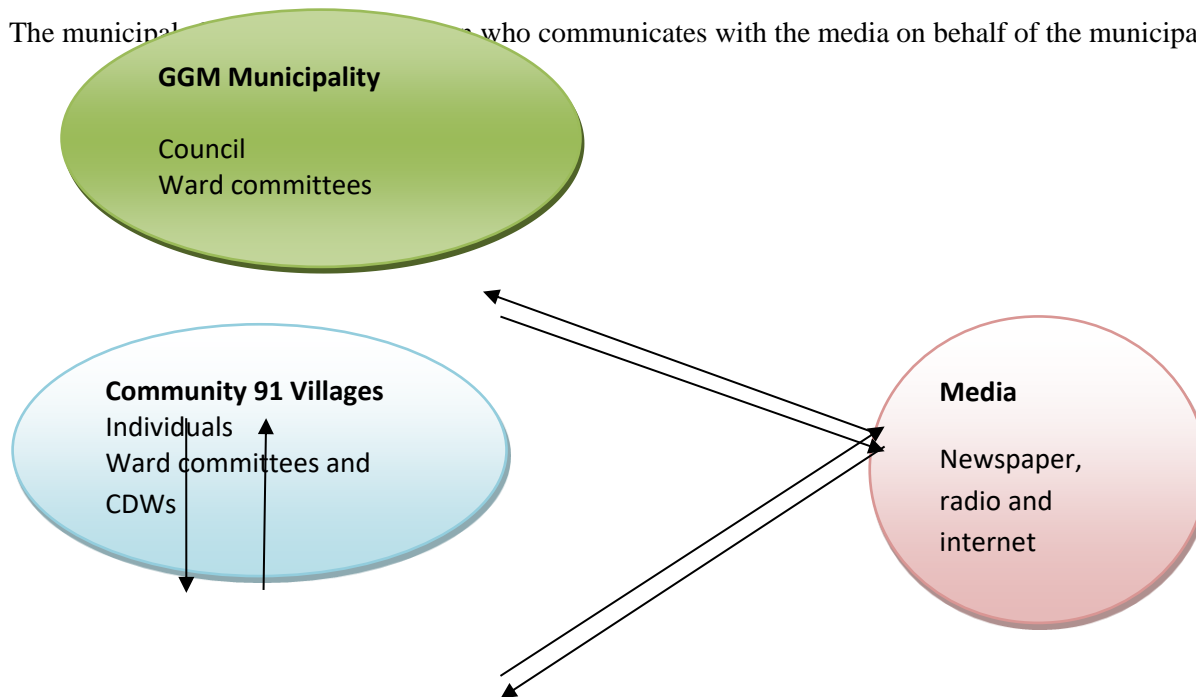 The municipal who communicates with the media on behalf of the
GGM Municipality
Council
Ward committees
Community 91 Villages
Individuals
Ward committees and
CDWs
Media
Newspaper,
radio and
internet